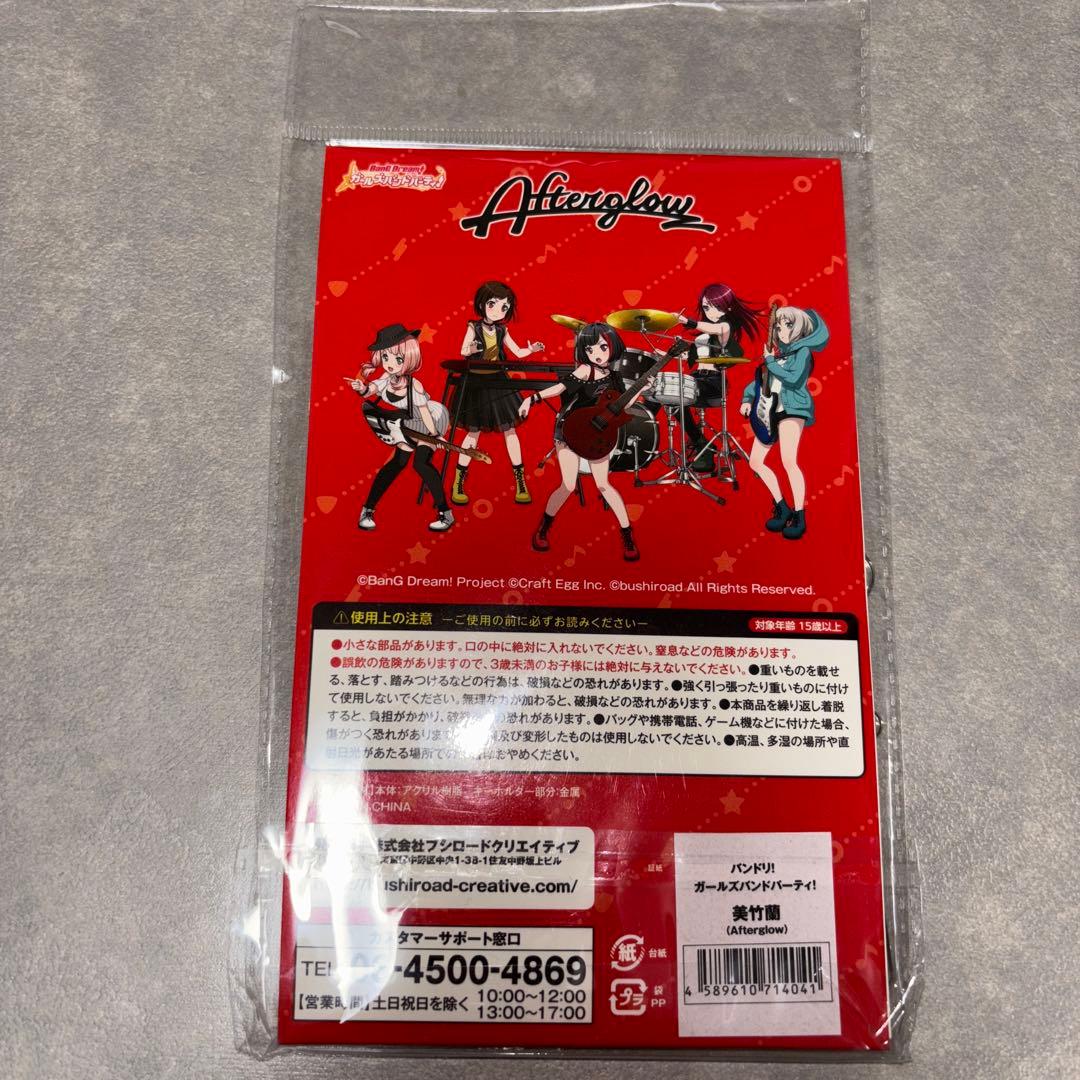 BanG Dream!
ガールズバンドパーティ!
Afterglow
©BanG Dream! Project ©Craft Egg Inc. ©bushiroad All Rights Reserved.
⚠使用上の注意 ーご使用の前に必ずお読みくださいー 対象年齢 15歳以上
●小さな部品があります。口の中に絶対に入れないでください。窒息などの危険があります。
●誤飲の危険がありますので、3歳未満のお子様には絶対に与えないでください。●重いものを載せ
る、落とす、踏みつけるなどの行為は、破損などの恐れがあります。●強く引っ張ったり重いものに付け
て使用しないでください。無理な力が加わると、破損などの恐れがあります。●本商品を繰り返し着脱
すると、負担がかかり、破損 の恐れがあります。●バッグや携帯電話、ゲーム機などに付けた場合、
傷がつく恐れがあります 及び変形したものは使用しないでください。●高温、多湿の場所や直
射日光があたる場所での おやめください。
】本体:アクリル樹脂 キーホルダー部分:金属
CHINA
株式会社ブシロードクリエイティブ
中野区中央1-38-1住友中野坂上ビル
://bushiroad-creative.com/
カスタマーサポート窓口
TEL -4500-4869
【営業時間】土日祝日を除く 10:00~12:00
13:00~17:00
証紙
紙 台紙
プラ 袋
PP
バンドリ!
ガールズバンドパーティ!
美竹蘭
(Afterglow)
4 589610 714041